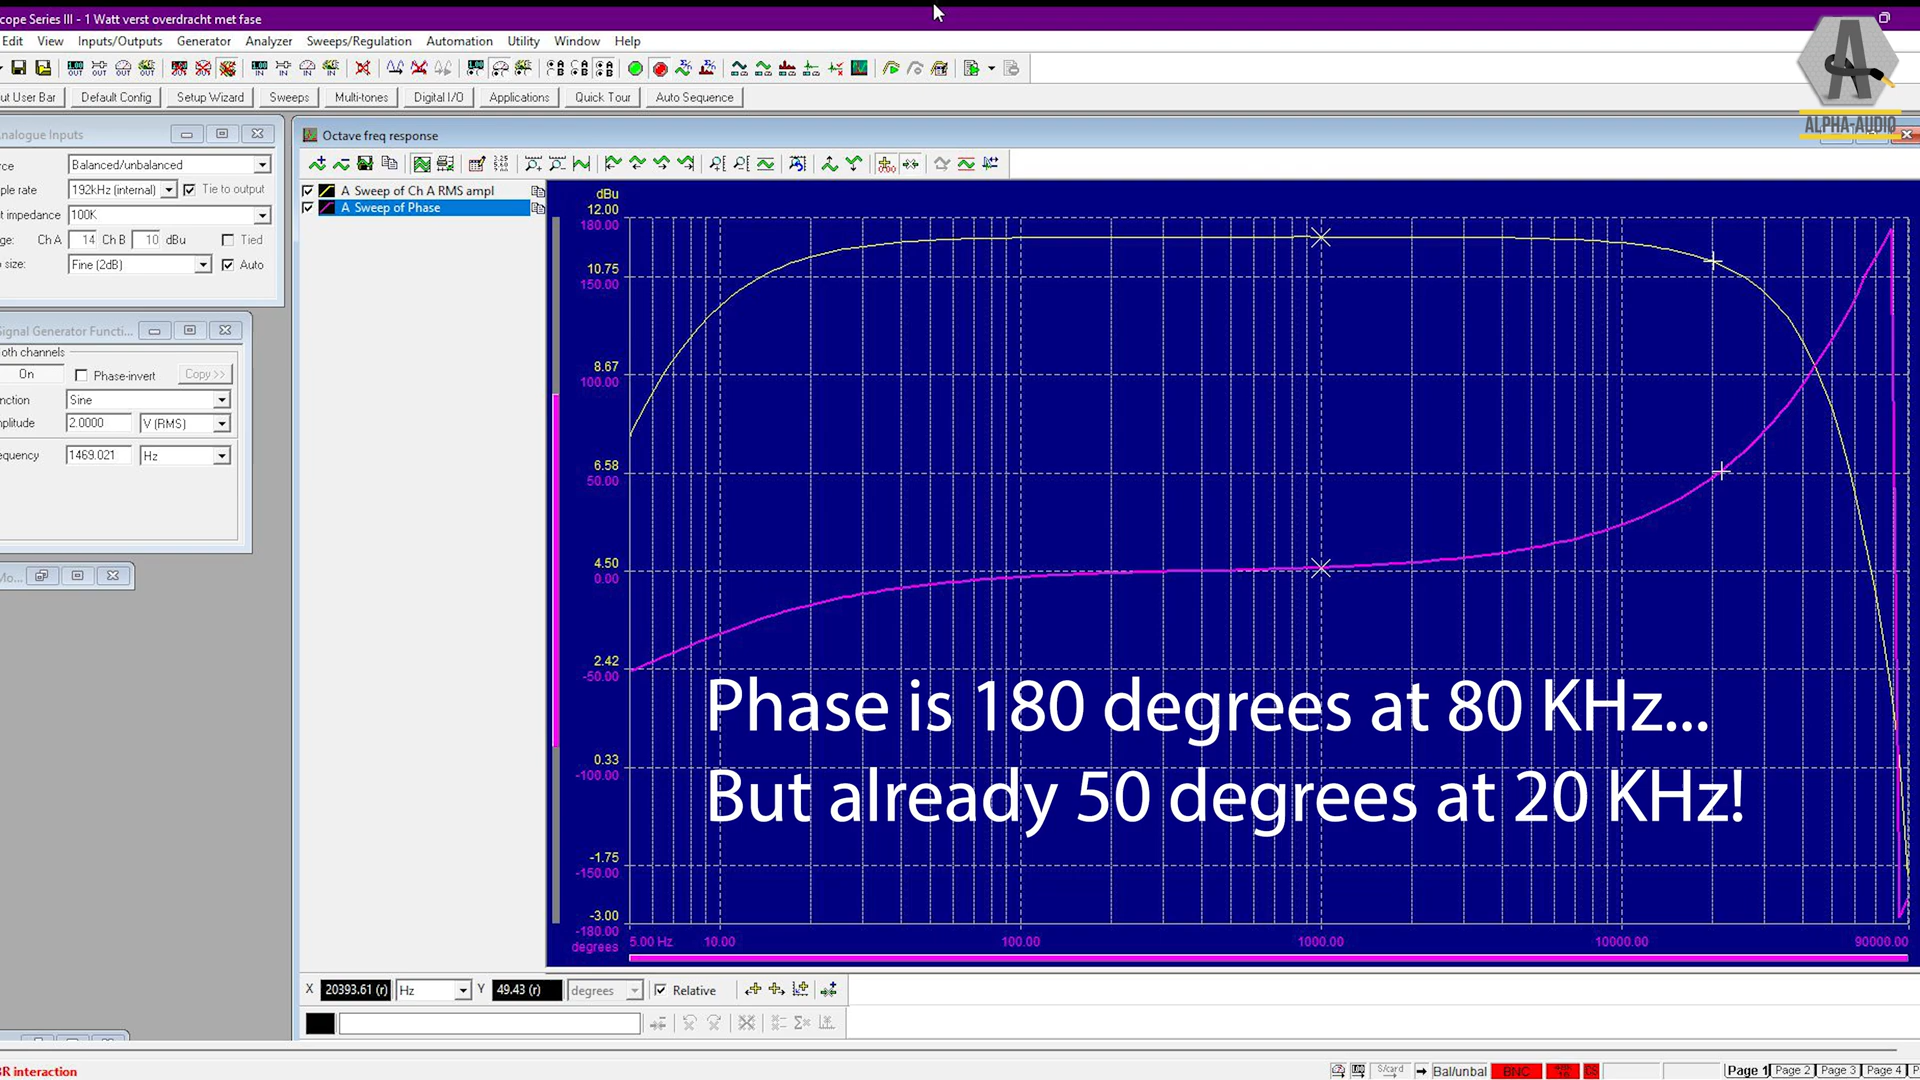 cope Series III - 1 Watt verst overdracht met fase
Edit View Inputs/Outputs Generator Analyzer Sweeps/Regulation Automation Utility Window Help
ut User Bar Default Config Setup Wizard Sweeps Multi-tones Digital I/O Applications Quick Tour Auto Sequence
ALPHA-AUDIO
nalogue Inputs
rce Balanced/unbalanced
ple rate 192kHz (internal) Tie to output
t impedance 100K
ge: Ch A 14 Ch B 10 dBu Tied
size: Fine (2dB) Auto
Signal Generator Functi...
oth channels
On Phase-invert Copy >>
nction Sine
mplitude 2.0000 V (RMS)
equency 1469.021 Hz
Mo...
Octave freq response
A Sweep of Ch A RMS ampl
A Sweep of Phase
dBu
12.00
180.00
10.75
150.00
8.67
100.00
6.58
50.00
4.50
0.00
2.42
-50.00
0.33
-100.00
-1.75
-150.00
-3.00
-180.00
degrees
5.00 Hz 10.00 100.00 1000.00 10000.00 90000.00
Phase is 180 degrees at 80 KHz...
But already 50 degrees at 20 KHz!
X 20393.61 (r) Hz Y 49.43 (r) degrees Relative
R interaction
S/card Bal/unbal BNC Page 1 Page 2 Page 3 Page 4 P